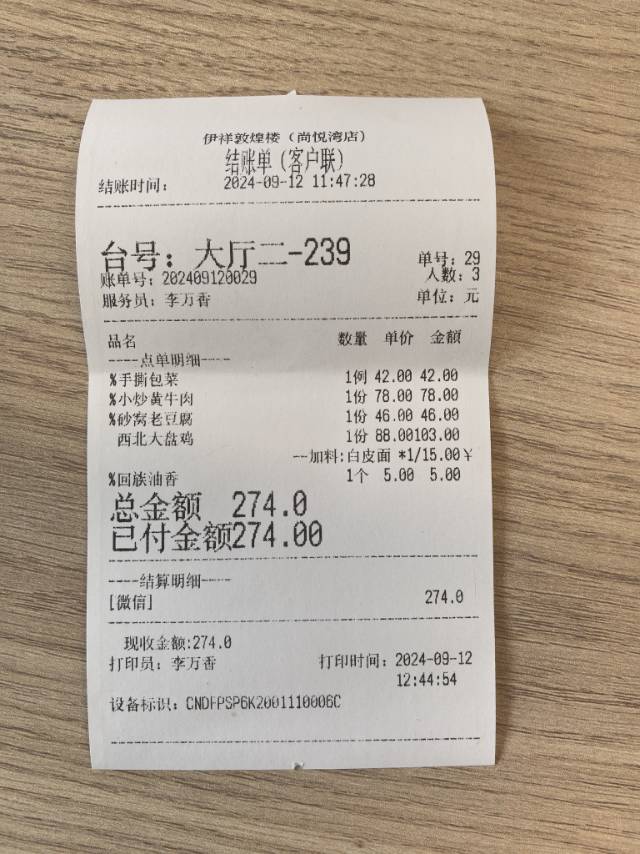 伊祥敦煌楼（尚悦湾店）
结账单（客户联）
结账时间： 2024-09-12 11:47:28
台号：大厅二-239 单号：29
账单号：202409120029 人数：3
服务员：李万香 单位：元
品名 数量 单价 金额
----点单明细----
%手撕包菜 1例 42.00 42.00
%小炒黄牛肉 1份 78.00 78.00
%砂窝老豆腐 1份 46.00 46.00
西北大盘鸡 1份 88.00103.00
--加料:白皮面 *1/15.00￥
%回族油香 1个 5.00 5.00
总金额 274.0
已付金额274.00
----结算明细----
[微信] 274.0
现收金额:274.0
打印员：李万香 打印时间：2024-09-12
12:44:54
设备标识：CNDFPSP6K2001110006C